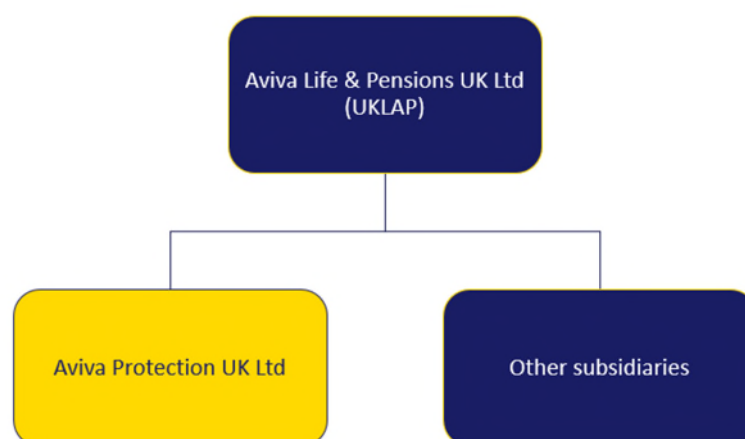 Aviva Life & Pensions UK Ltd
(UKLAP)
Aviva Protection UK Ltd
Other subsidiaries